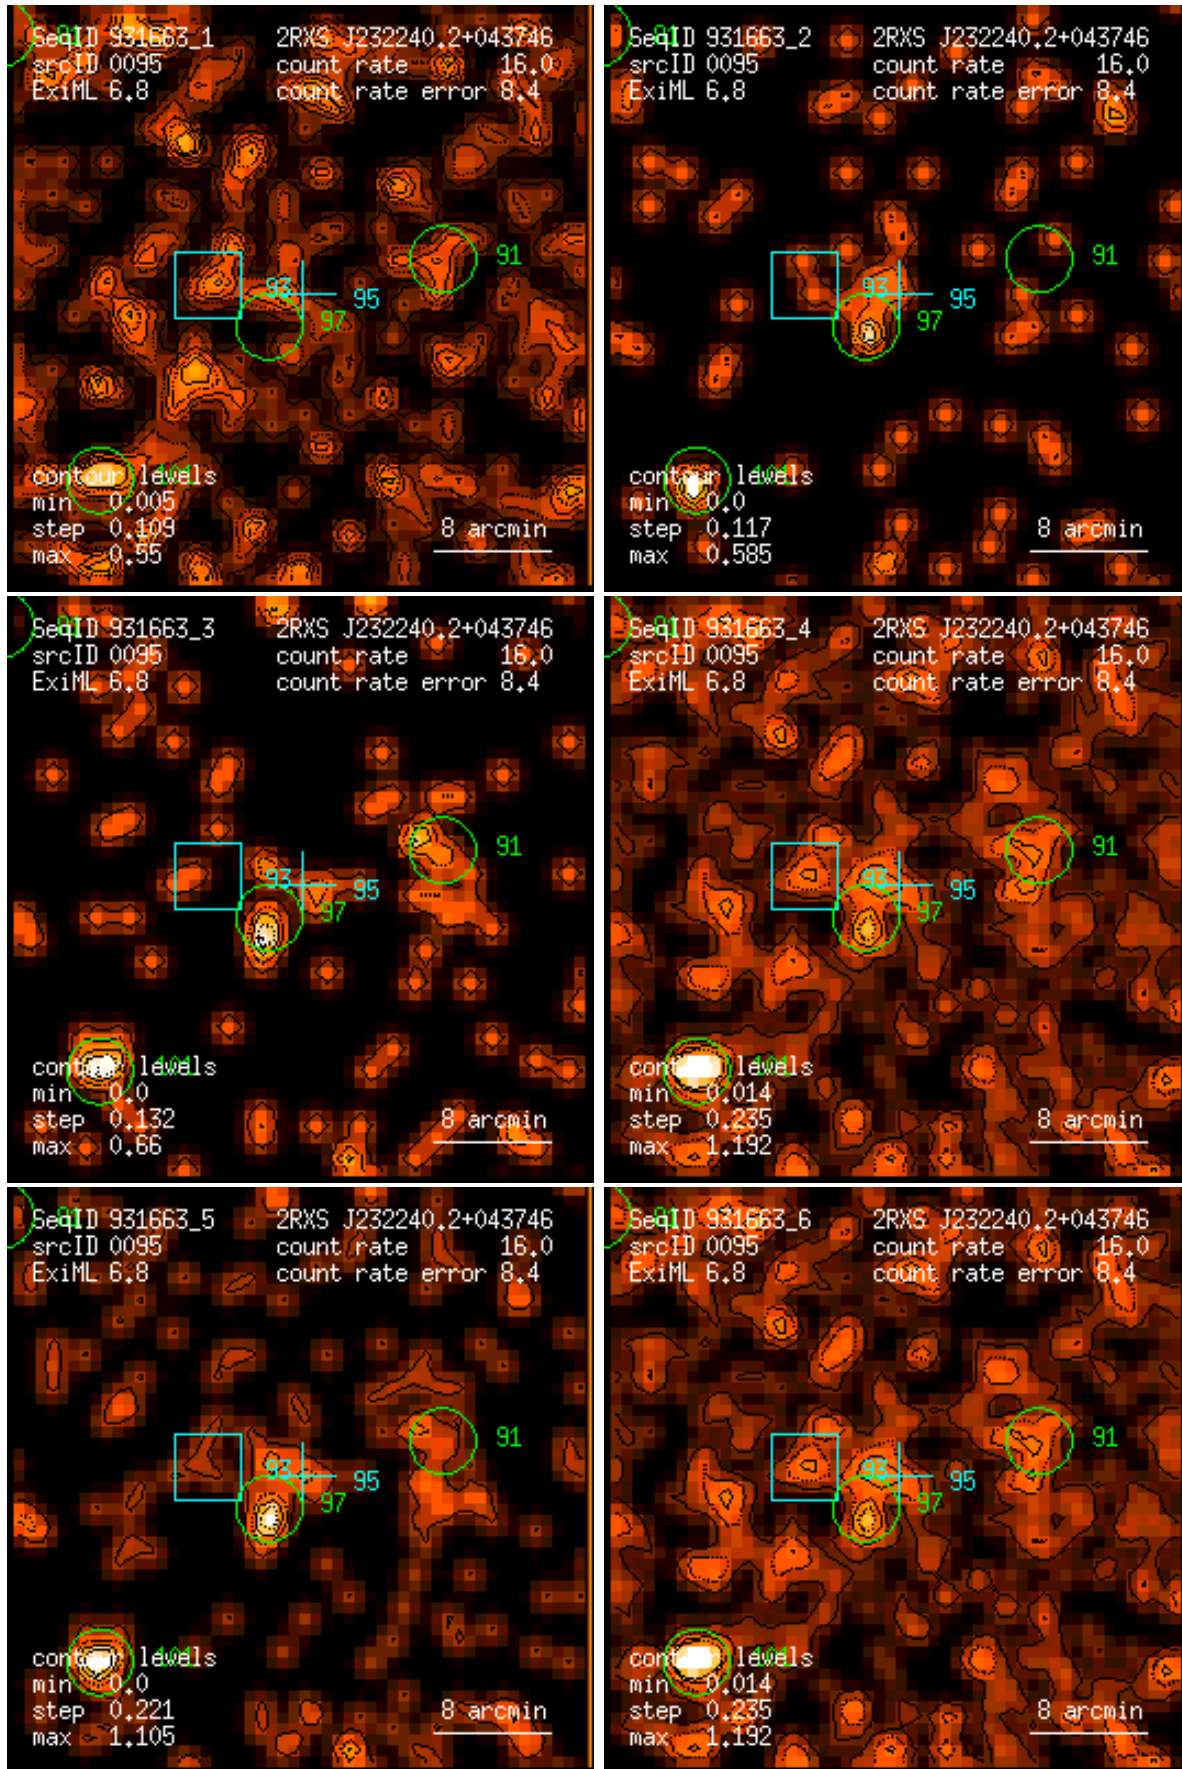 SeqID 931663_1 2RXS J232240.2+043746
srcID 0095 count rate 16.0
ExiML 6.8 count rate error 8.4
91
93
95
97
101
contour levels
min 0.005
step 0.109 8 arcmin
max 0.55
SeqID 931663_2 2RXS J232240.2+043746
srcID 0095 count rate 16.0
ExiML 6.8 count rate error 8.4
91
93
95
97
101
contour levels
min 0.0
step 0.117 8 arcmin
max 0.585
SeqID 931663_3 2RXS J232240.2+043746
srcID 0095 count rate 16.0
ExiML 6.8 count rate error 8.4
91
93
95
97
101
contour levels
min 0.0
step 0.132 8 arcmin
max 0.66
SeqID 931663_4 2RXS J232240.2+043746
srcID 0095 count rate 16.0
ExiML 6.8 count rate error 8.4
91
93
95
97
101
contour levels
min 0.014
step 0.235 8 arcmin
max 1.192
SeqID 931663_5 2RXS J232240.2+043746
srcID 0095 count rate 16.0
ExiML 6.8 count rate error 8.4
91
93
95
97
101
contour levels
min 0.0
step 0.221 8 arcmin
max 1.105
SeqID 931663_6 2RXS J232240.2+043746
srcID 0095 count rate 16.0
ExiML 6.8 count rate error 8.4
91
93
95
97
101
contour levels
min 0.014
step 0.235 8 arcmin
max 1.192